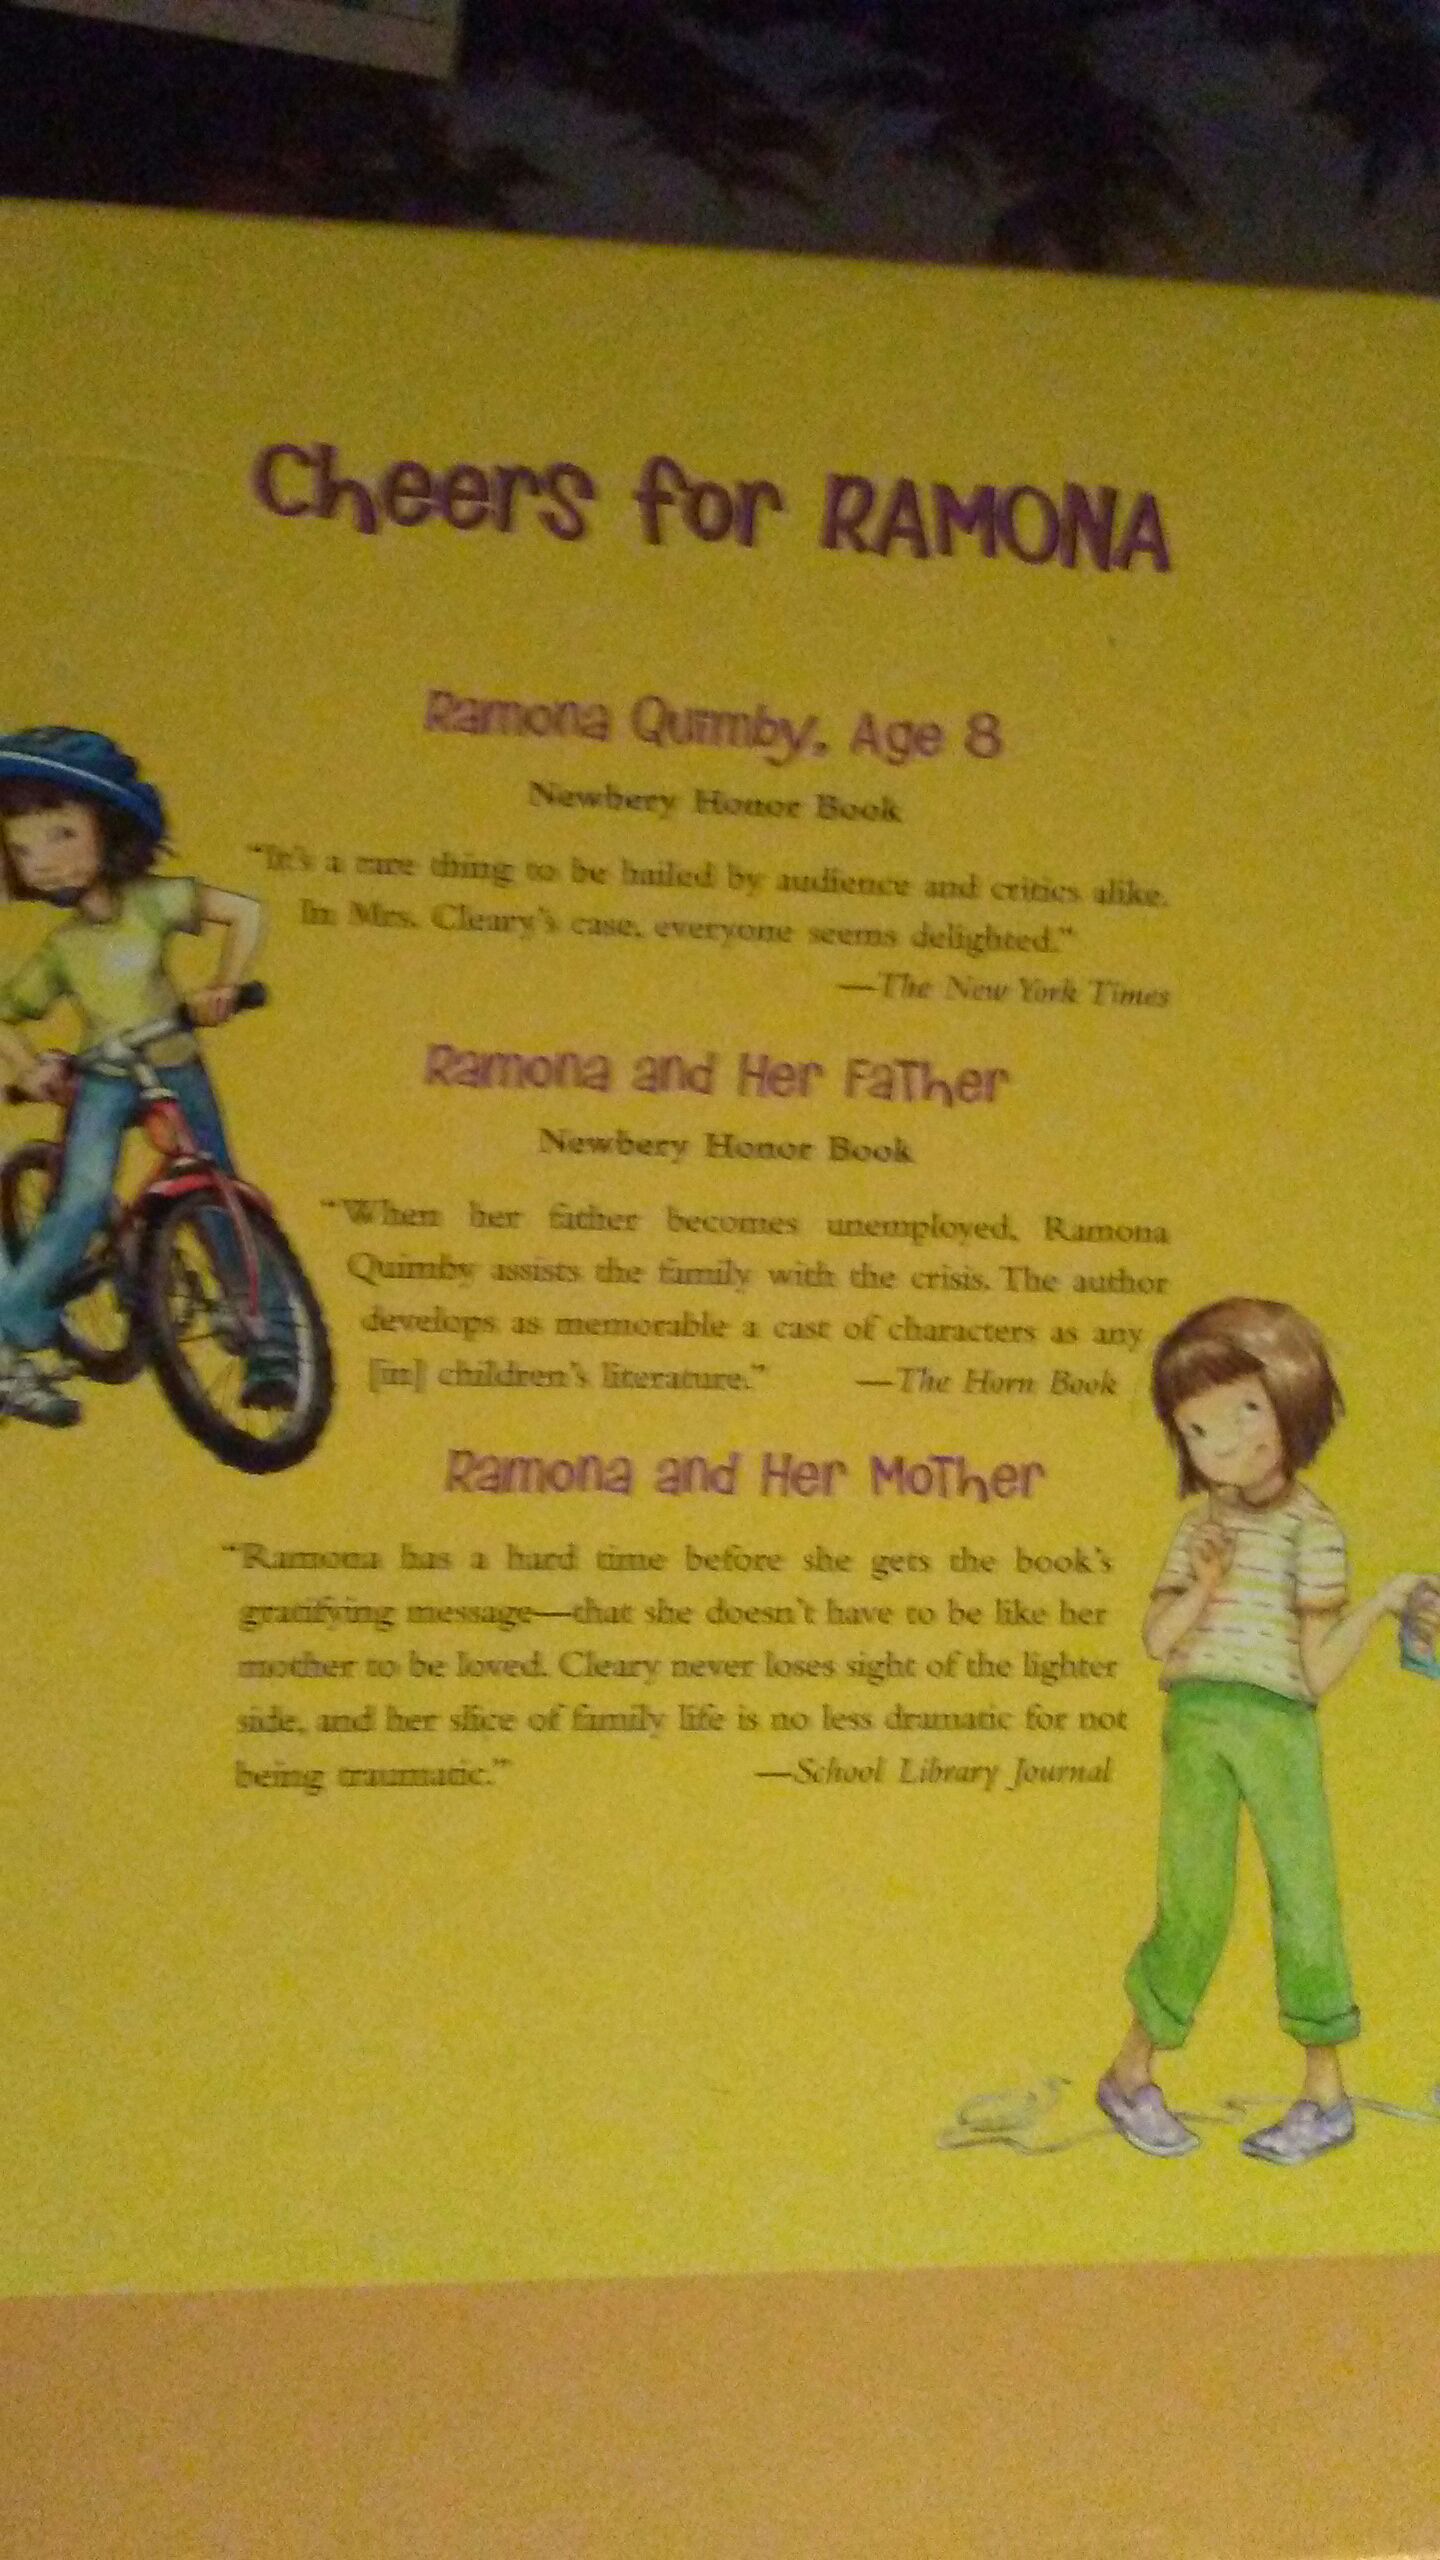 Cheers for RAMONA
Ramona Quimby, Age 8
Newbery Honor Book
“It’s a rare thing to be hailed by audience and critics alike.
In Mrs. Cleary’s case, everyone seems delighted.”
—The New York Times
Ramona and Her Father
Newbery Honor Book
“When her father becomes unemployed, Ramona
Quimby assists the family with the crisis. The author
develops as memorable a cast of characters as any
[in] children’s literature.” —The Horn Book
Ramona and Her Mother
“Ramona has a hard time before she gets the book’s
gratifying message—that she doesn’t have to be like her
mother to be loved. Cleary never loses sight of the lighter
side, and her slice of family life is no less dramatic for not
being traumatic.” —School Library Journal